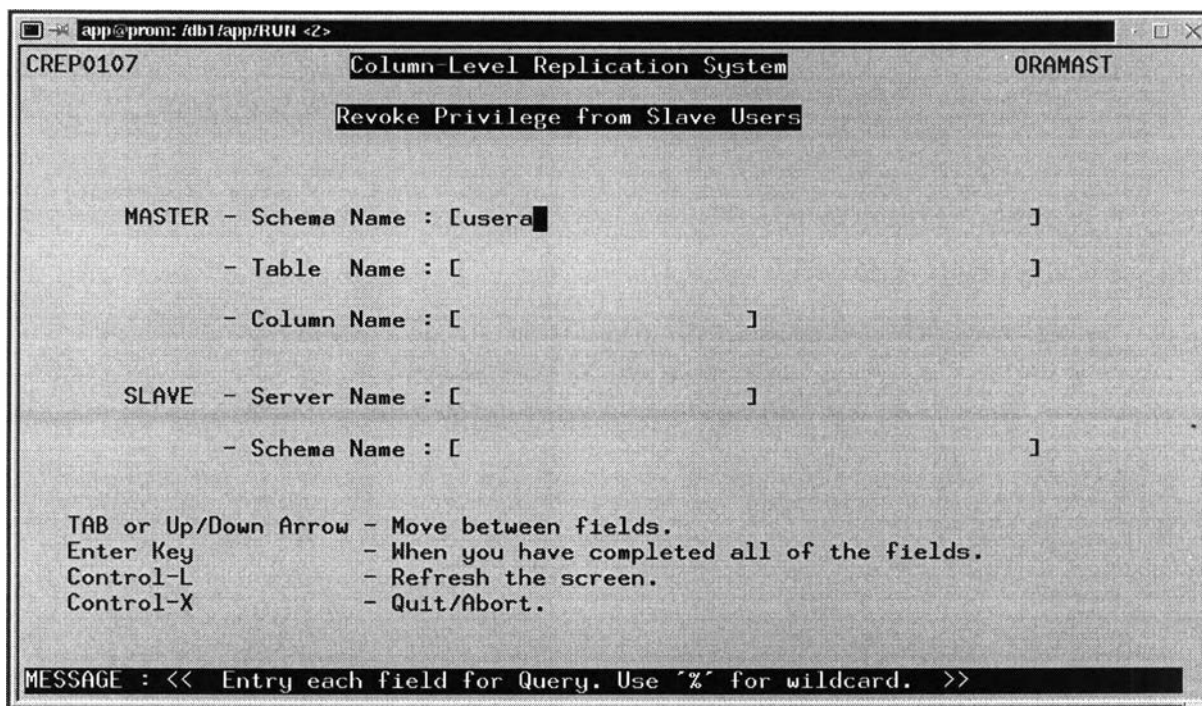 app@prom: /db1/app/RUN <2>
CREP0107 Column-Level Replication System ORAMAST
Revoke Privilege from Slave Users
MASTER - Schema Name : [usera ]
- Table Name : [ ]
- Column Name : [ ]
SLAVE - Server Name : [ ]
- Schema Name : [ ]
TAB or Up/Down Arrow - Move between fields.
Enter Key - When you have completed all of the fields.
Control-L - Refresh the screen.
Control-X - Quit/Abort.
MESSAGE : << Entry each field for Query. Use ´%´ for wildcard. >>